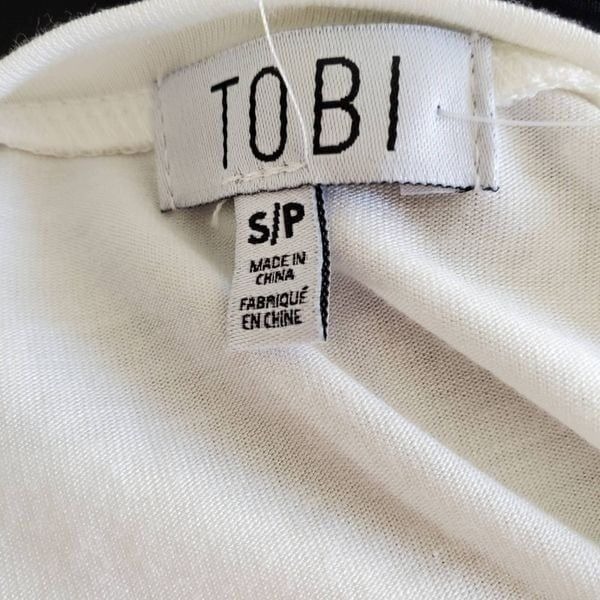 TOBI
S/P
MADE IN
CHINA
FABRIQUÉ
EN CHINE